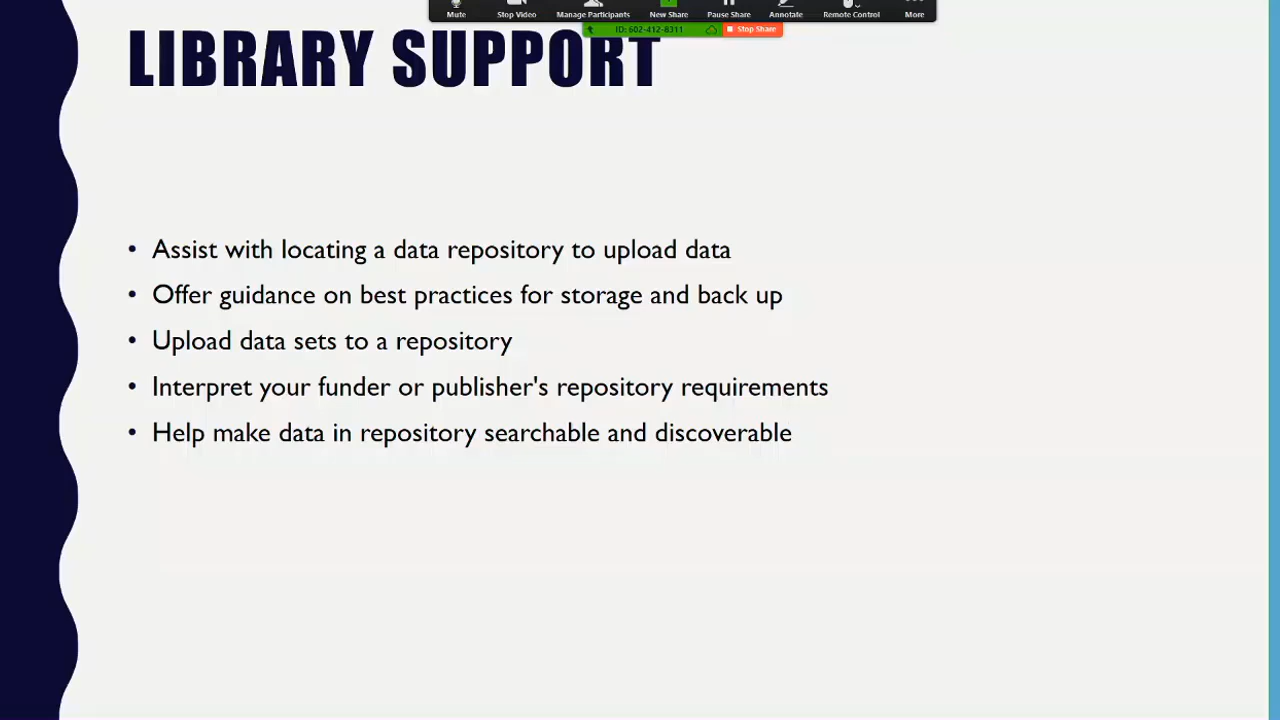 Mute Stop Video Manage Participants New Share Pause Share Annotate Remote Control More
ID: 602-412-8311 Stop Share
LIBRARY SUPPORT
• Assist with locating a data repository to upload data
• Offer guidance on best practices for storage and back up
• Upload data sets to a repository
• Interpret your funder or publisher's repository requirements
• Help make data in repository searchable and discoverable